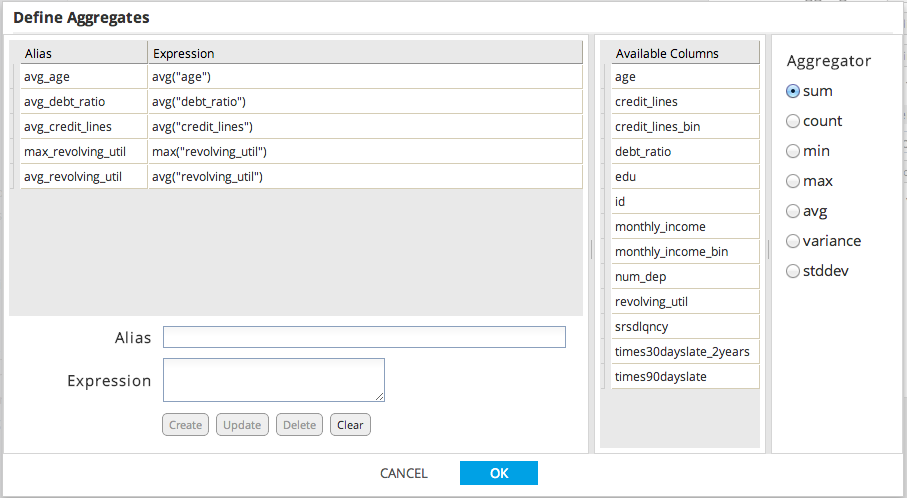 Define Aggregates
Alias Expression
avg_age avg("age")
avg_debt_ratio avg("debt_ratio")
avg_credit_lines avg("credit_lines")
max_revolving_util max("revolving_util")
avg_revolving_util avg("revolving_util")
Alias
Expression
Create Update Delete Clear
Available Columns
age
credit_lines
credit_lines_bin
debt_ratio
edu
id
monthly_income
monthly_income_bin
num_dep
revolving_util
srsdlqncy
times30dayslate_2years
times90dayslate
Aggregator
sum
count
min
max
avg
variance
stddev
CANCEL OK